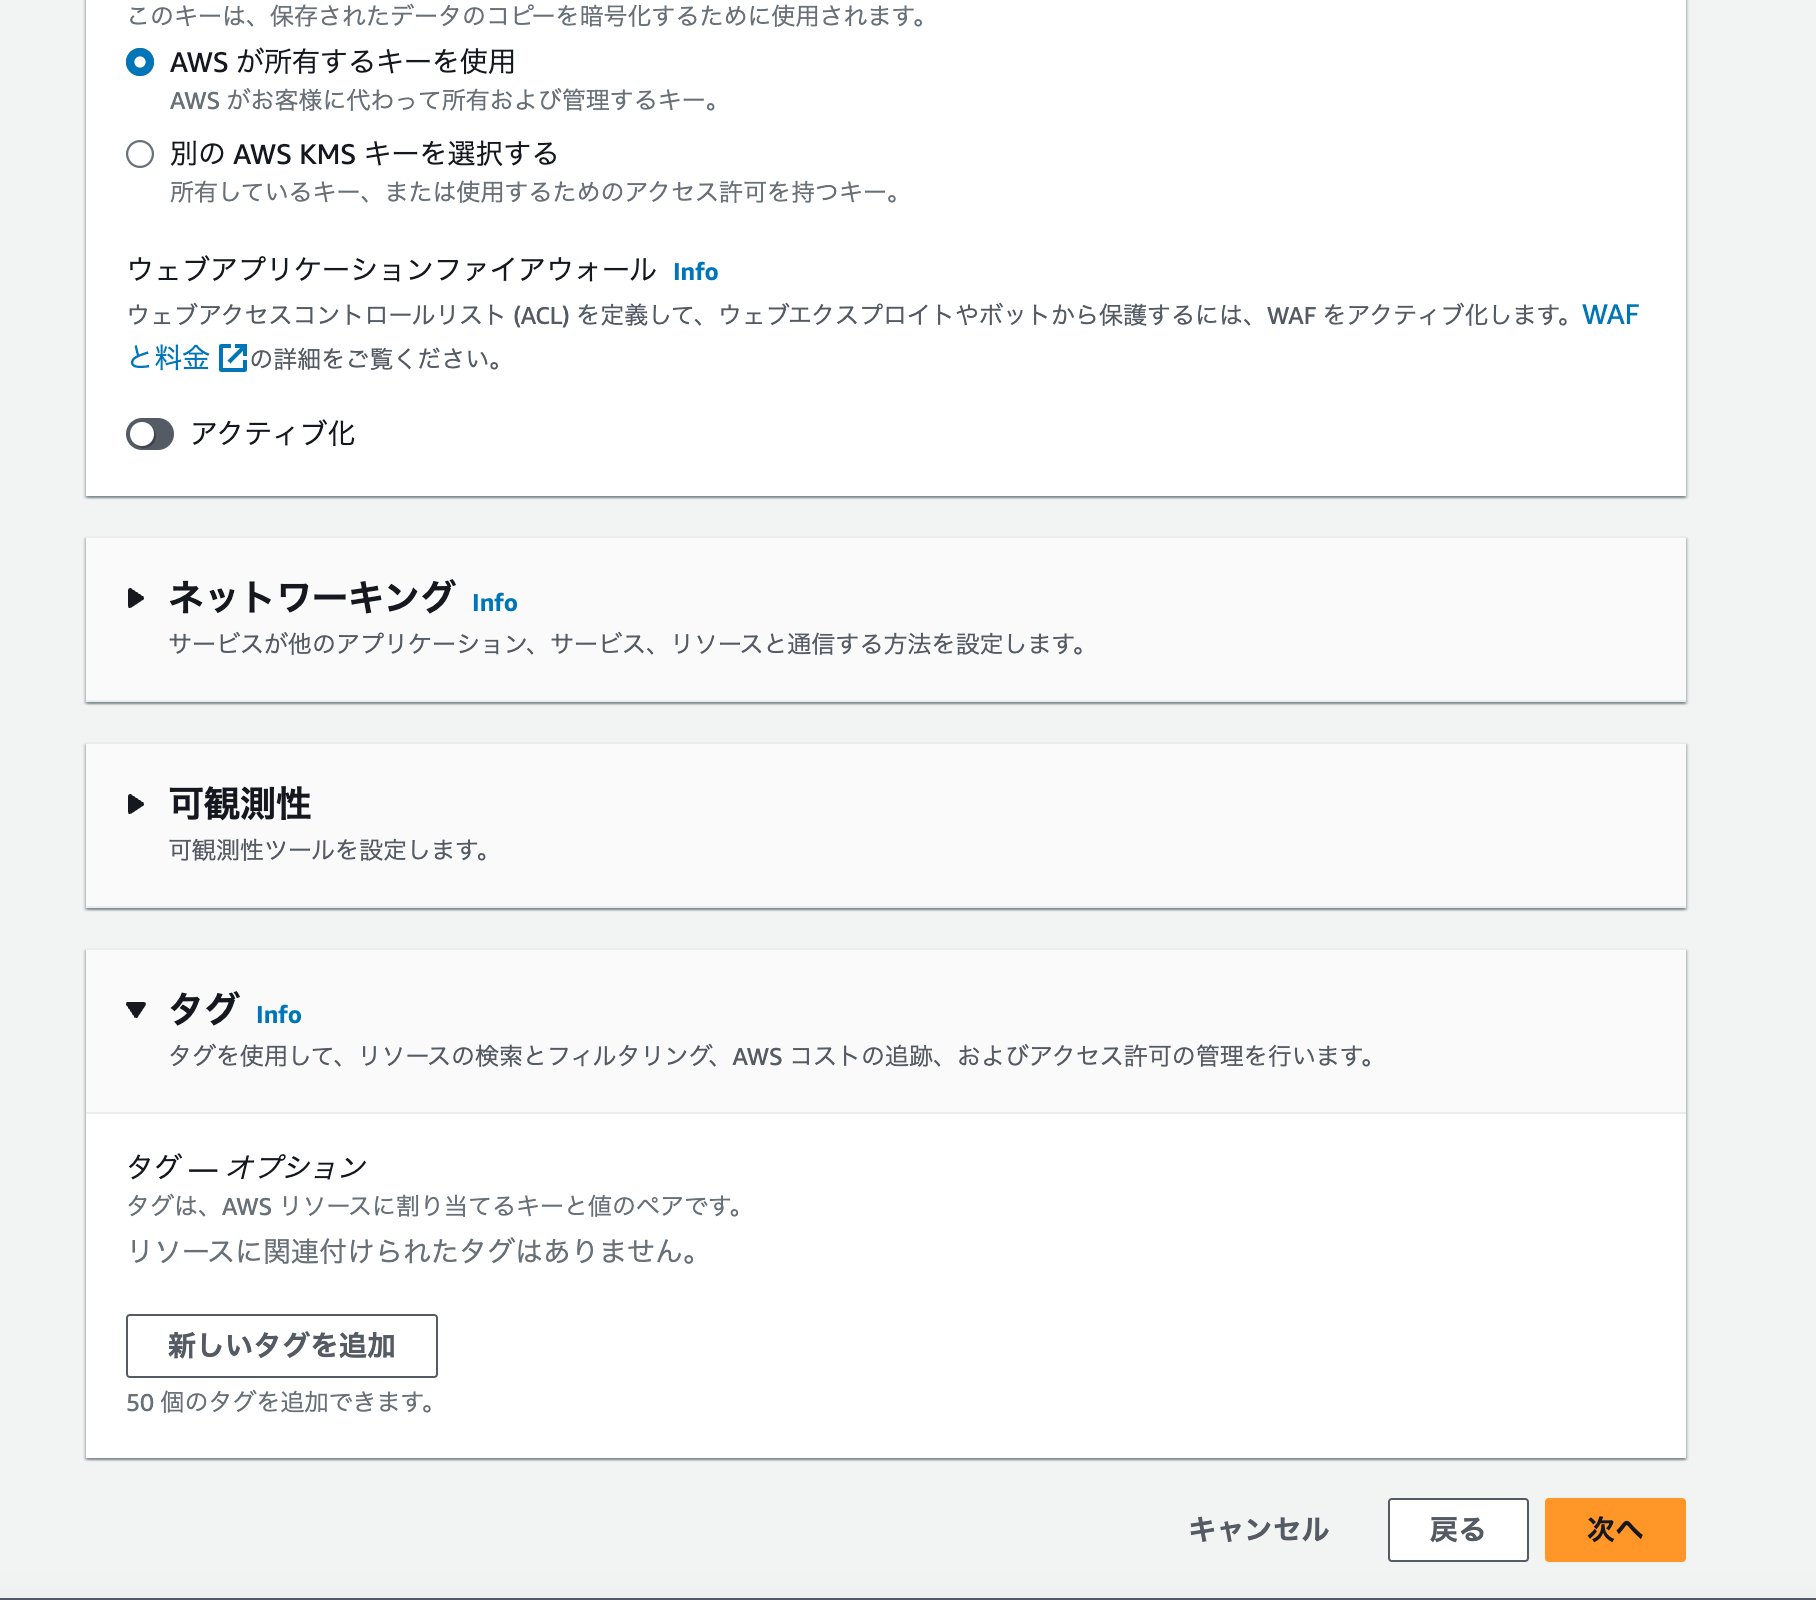 このキーは、保存されたデータのコピーを暗号化するために使用されます。
AWS が所有するキーを使用
AWS がお客様に代わって所有および管理するキー。
別の AWS KMS キーを選択する
所有しているキー、または使用するためのアクセス許可を持つキー。
ウェブアプリケーションファイアウォール Info
ウェブアクセスコントロールリスト (ACL) を定義して、ウェブエクスプロイトやボットから保護するには、WAF をアクティブ化します。WAF
と料金 の詳細をご覧ください。
アクティブ化
ネットワーキング Info
サービスが他のアプリケーション、サービス、リソースと通信する方法を設定します。
可観測性
可観測性ツールを設定します。
タグ Info
タグを使用して、リソースの検索とフィルタリング、AWS コストの追跡、およびアクセス許可の管理を行います。
タグ — オプション
タグは、AWS リソースに割り当てるキーと値のペアです。
リソースに関連付けられたタグはありません。
新しいタグを追加
50 個のタグを追加できます。
キャンセル 戻る 次へ